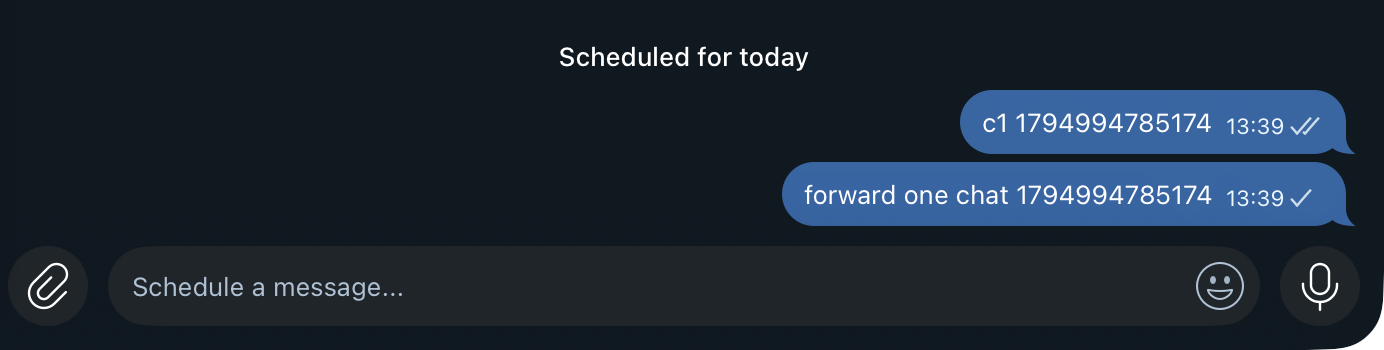 Scheduled for today
c1 1794994785174 13:39
forward one chat 1794994785174 13:39
Schedule a message...